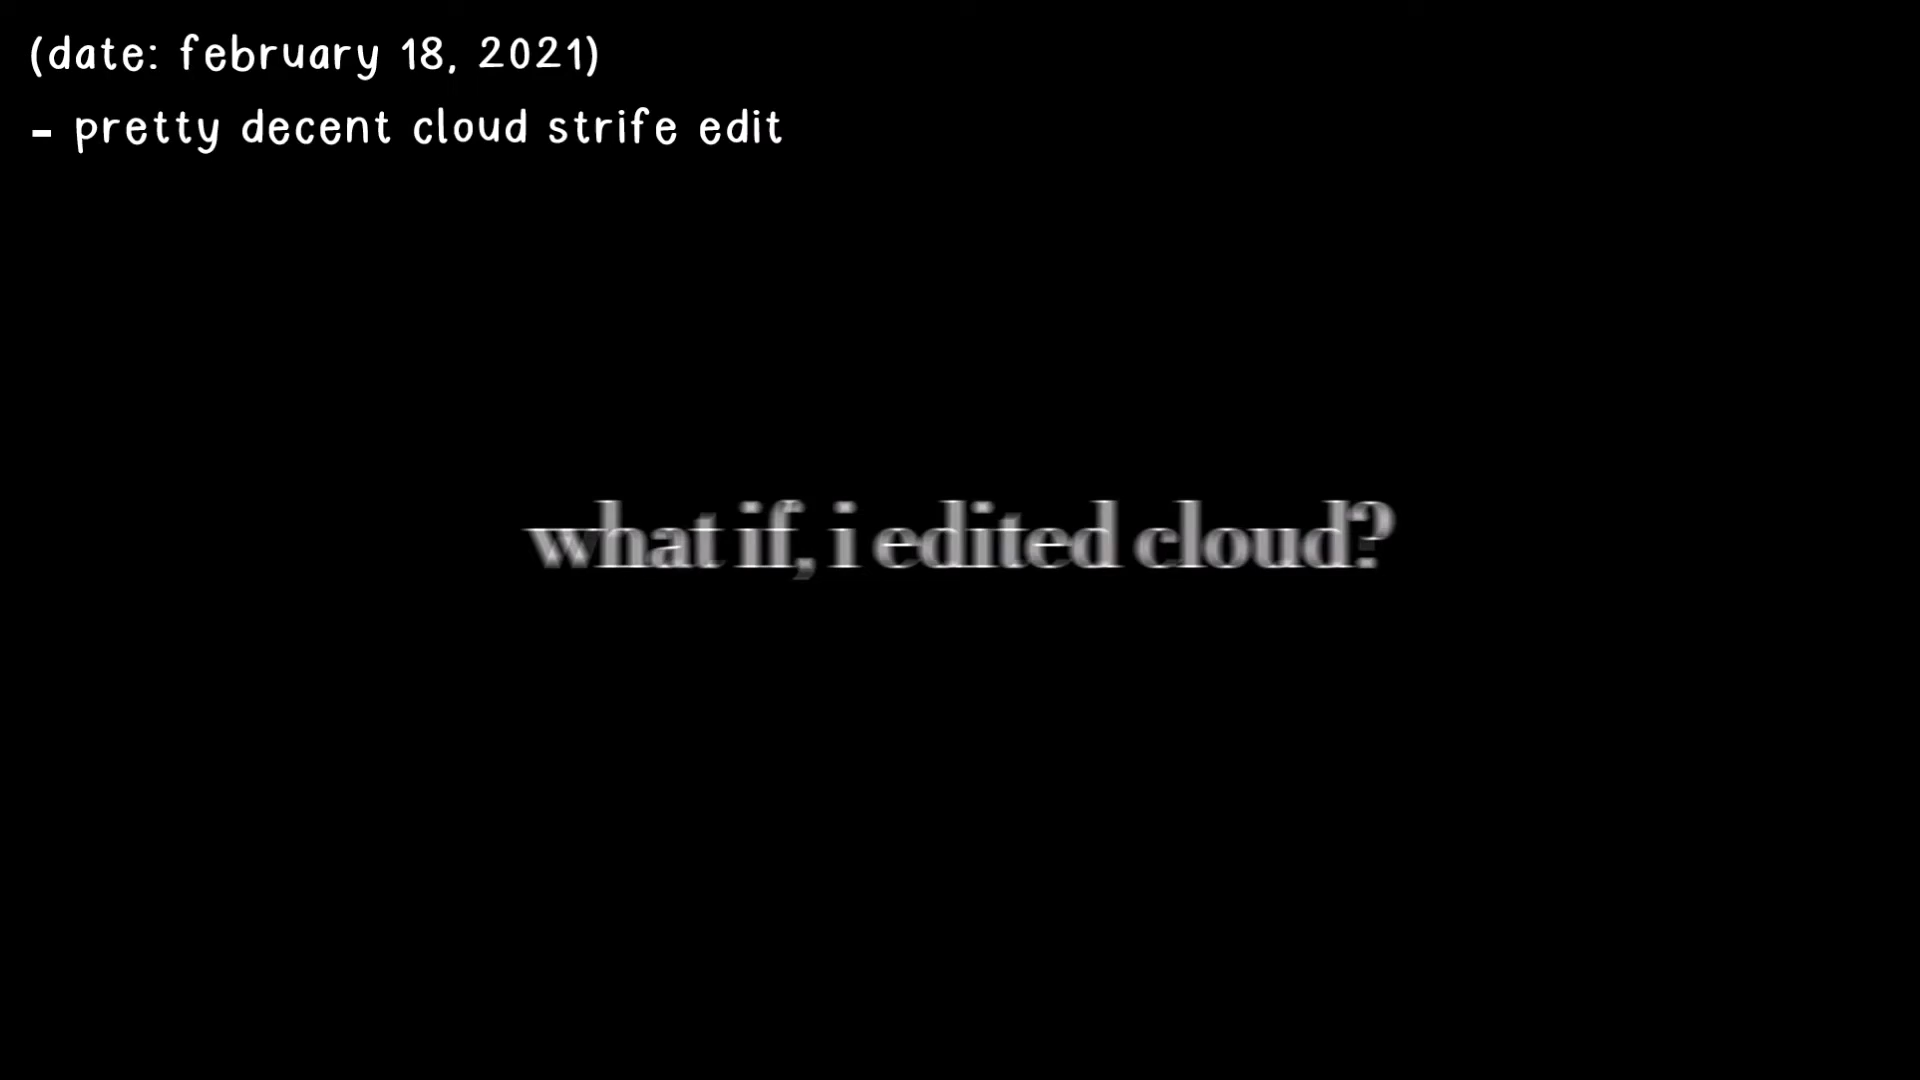 (date: february 18, 2021)
- pretty decent cloud strife edit
what if, i edited cloud?